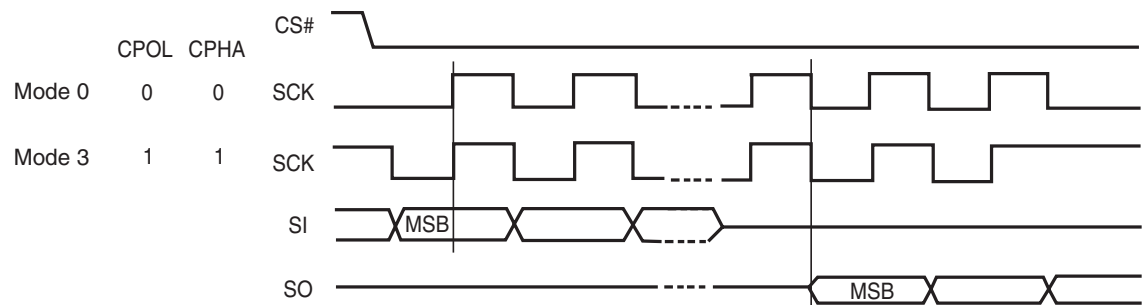 CS#
CPOL CPHA
Mode 0 0 0 SCK
Mode 3 1 1 SCK
SI MSB
SO MSB